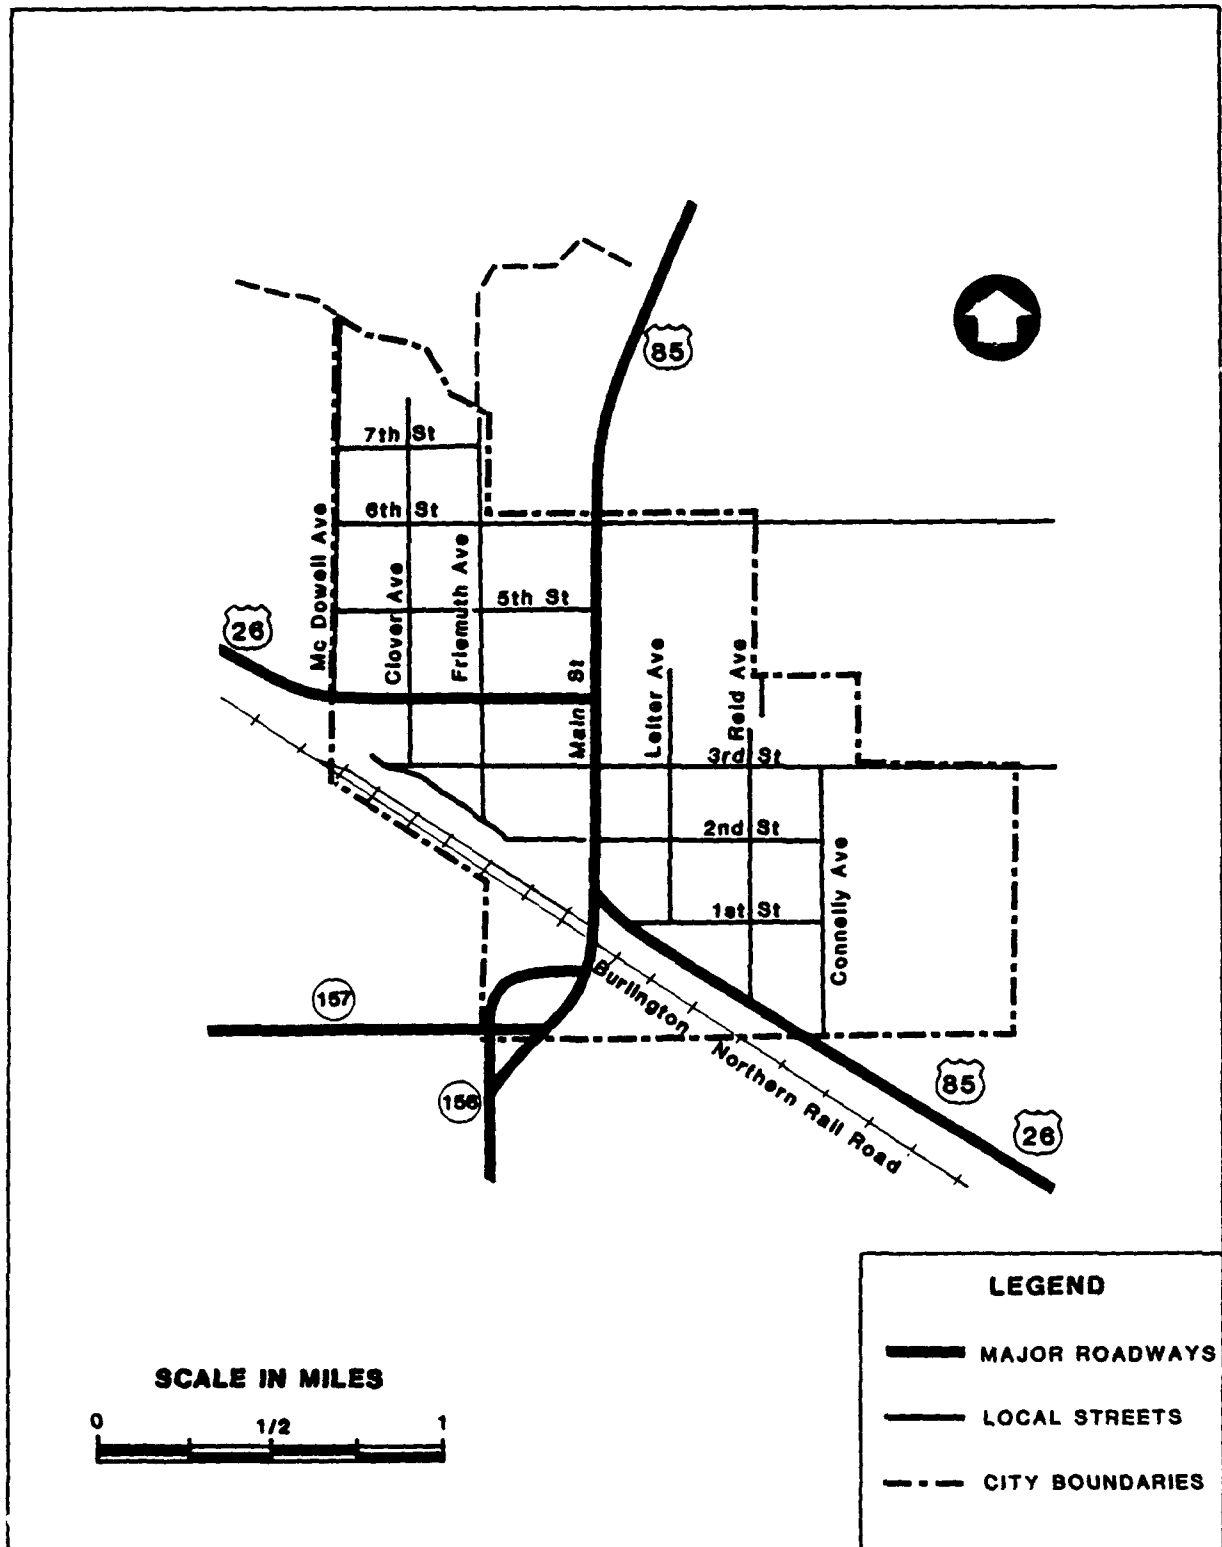 85
7th St
6th St
Mc Dowell Ave
Clover Ave
Friemuth Ave
5th St
26
Main St
Leiter Ave
Reid Ave
3rd St
2nd St
1st St
Connelly Ave
157
Burlington Northern Rail Road
156
85
26
LEGEND
MAJOR ROADWAYS
LOCAL STREETS
CITY BOUNDARIES
SCALE IN MILES
0 1/2 1